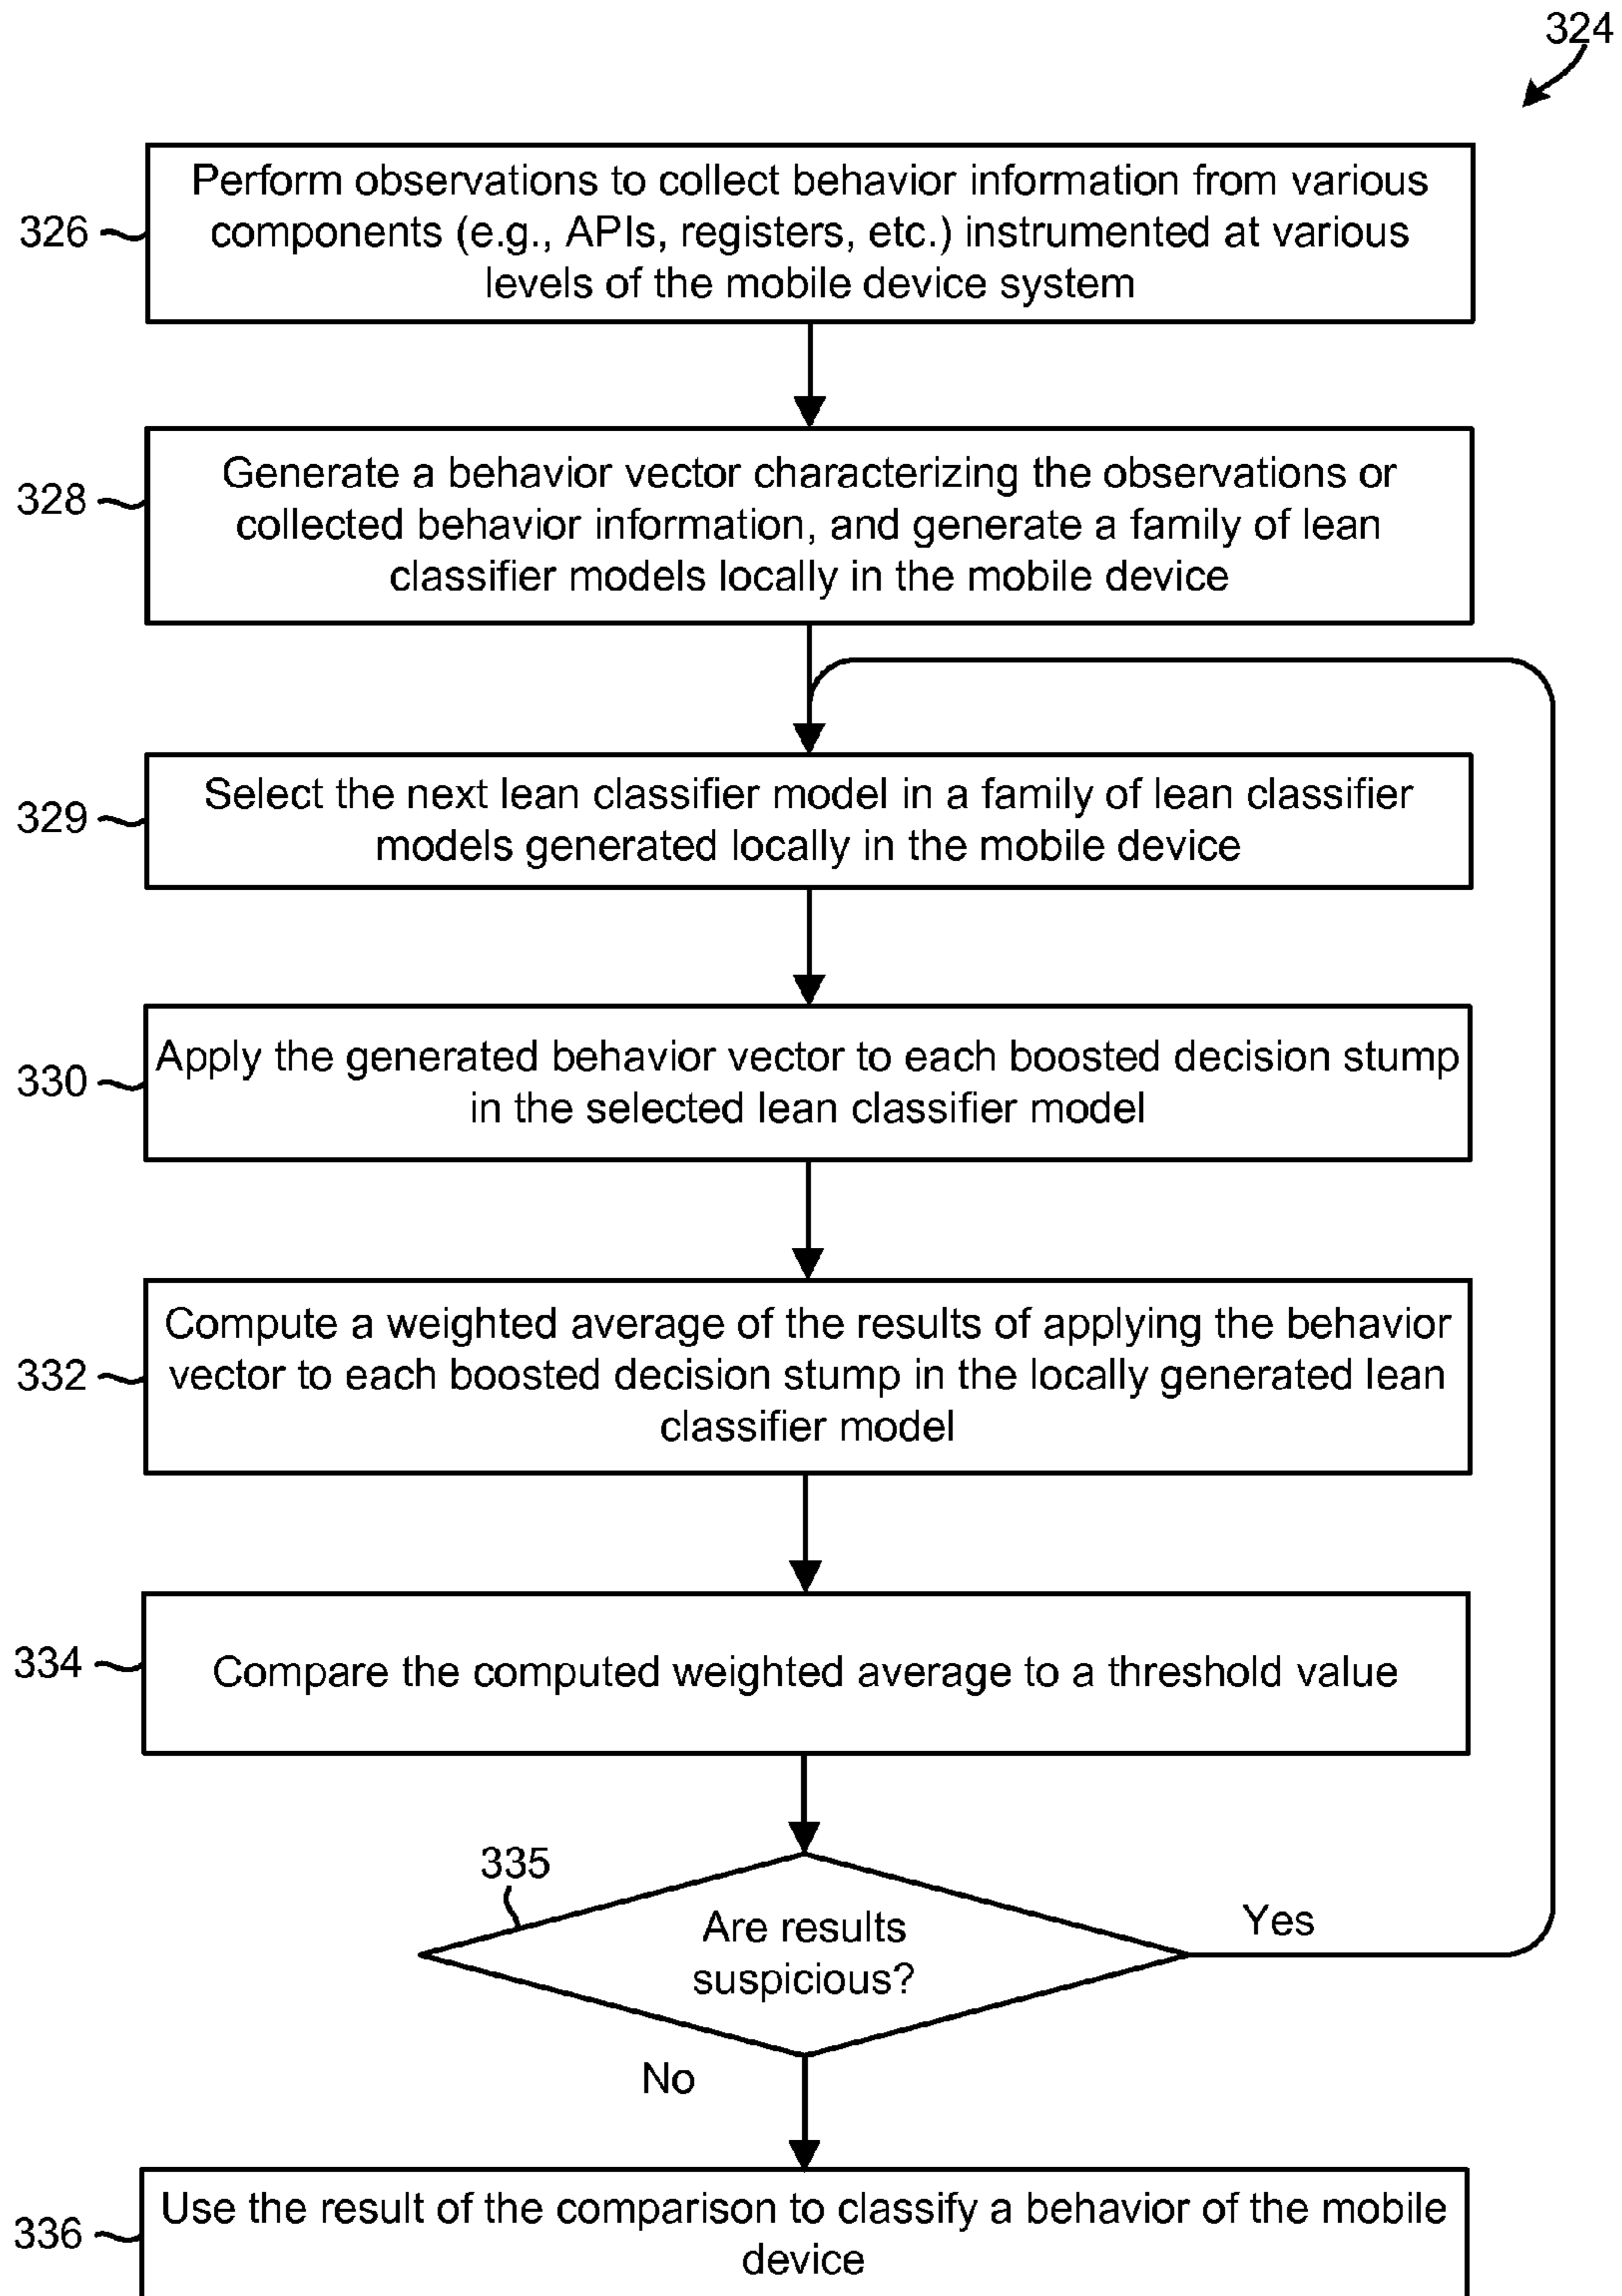 324
326
Perform observations to collect behavior information from various
components (e.g., APIs, registers, etc.) instrumented at various
levels of the mobile device system
328
Generate a behavior vector characterizing the observations or
collected behavior information, and generate a family of lean
classifier models locally in the mobile device
329
Select the next lean classifier model in a family of lean classifier
models generated locally in the mobile device
330
Apply the generated behavior vector to each boosted decision stump
in the selected lean classifier model
332
Compute a weighted average of the results of applying the behavior
vector to each boosted decision stump in the locally generated lean
classifier model
334
Compare the computed weighted average to a threshold value
335
Are results
suspicious?
Yes
No
336
Use the result of the comparison to classify a behavior of the mobile
device